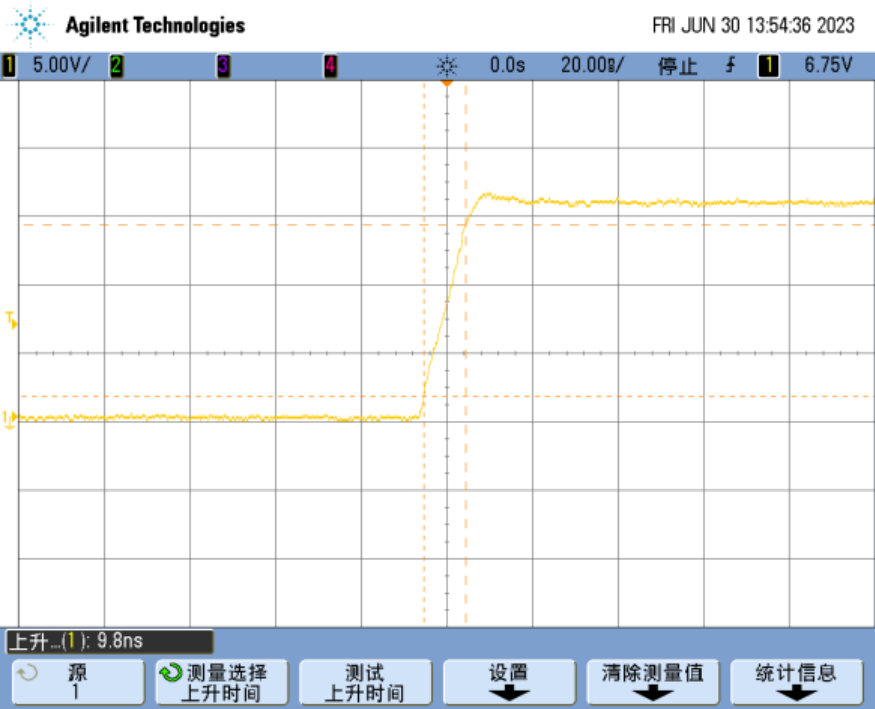 Agilent Technologies FRI JUN 30 13:54:36 2023
1 5.00V/ 2 3 4 0.0s 20.00s/ 停止 1 6.75V
T
1
上升...(1): 9.8ns
源 测量选择 测试 设置 清除测量值 统计信息
1 上升时间 上升时间